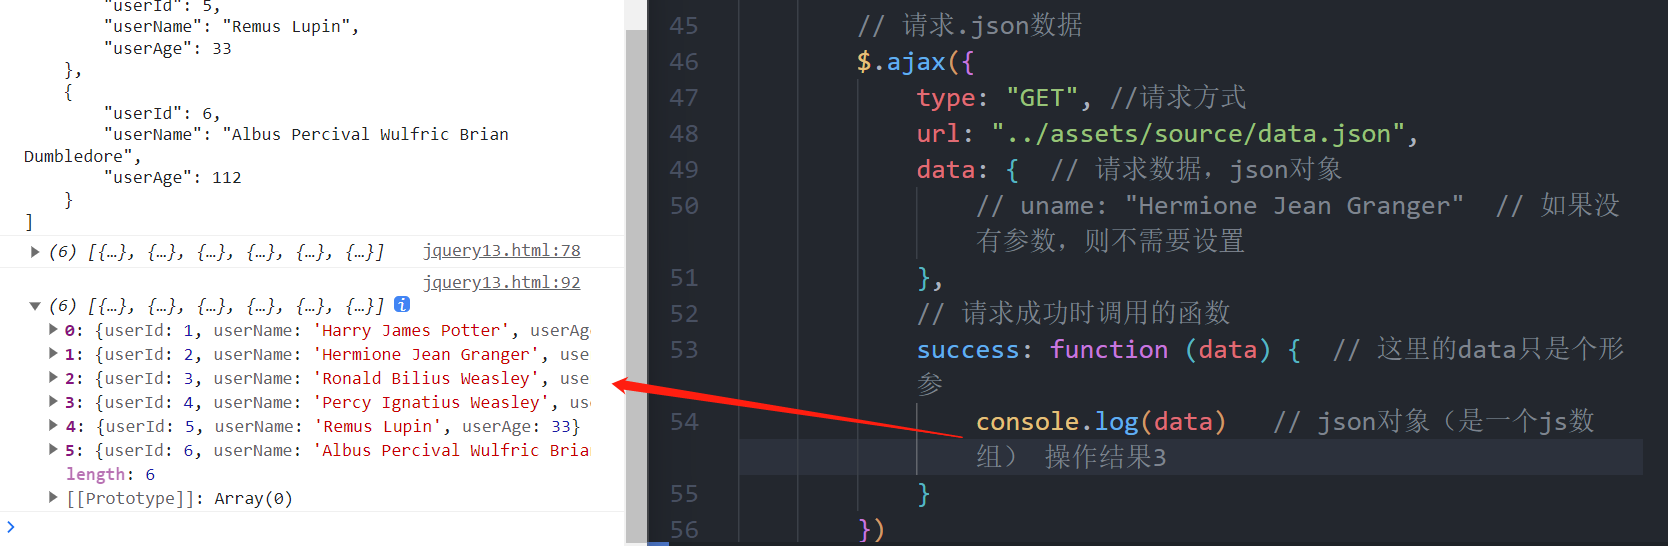 "userId": 5,
"userName": "Remus Lupin",
"userAge": 33
},
{
"userId": 6,
"userName": "Albus Percival Wulfric Brian
Dumbledore",
"userAge": 112
}
]
(6) [{…}, {…}, {…}, {…}, {…}, {…}] jquery13.html:78
jquery13.html:92
(6) [{…}, {…}, {…}, {…}, {…}, {…}] i
0: {userId: 1, userName: 'Harry James Potter', userAg
1: {userId: 2, userName: 'Hermione Jean Granger', use
2: {userId: 3, userName: 'Ronald Bilius Weasley', use
3: {userId: 4, userName: 'Percy Ignatius Weasley', us
4: {userId: 5, userName: 'Remus Lupin', userAge: 33}
5: {userId: 6, userName: 'Albus Percival Wulfric Bria
length: 6
[[Prototype]]: Array(0)
45 // 请求.json数据
46 $.ajax({
47 type: "GET", //请求方式
48 url: "../assets/source/data.json",
49 data: { // 请求数据，json对象
50 // uname: "Hermione Jean Granger" // 如果没
有参数，则不需要设置
51 },
52 // 请求成功时调用的函数
53 success: function (data) { // 这里的data只是个形
参
54 console.log(data) // json对象（是一个js数
组） 操作结果3
55 }
56 })